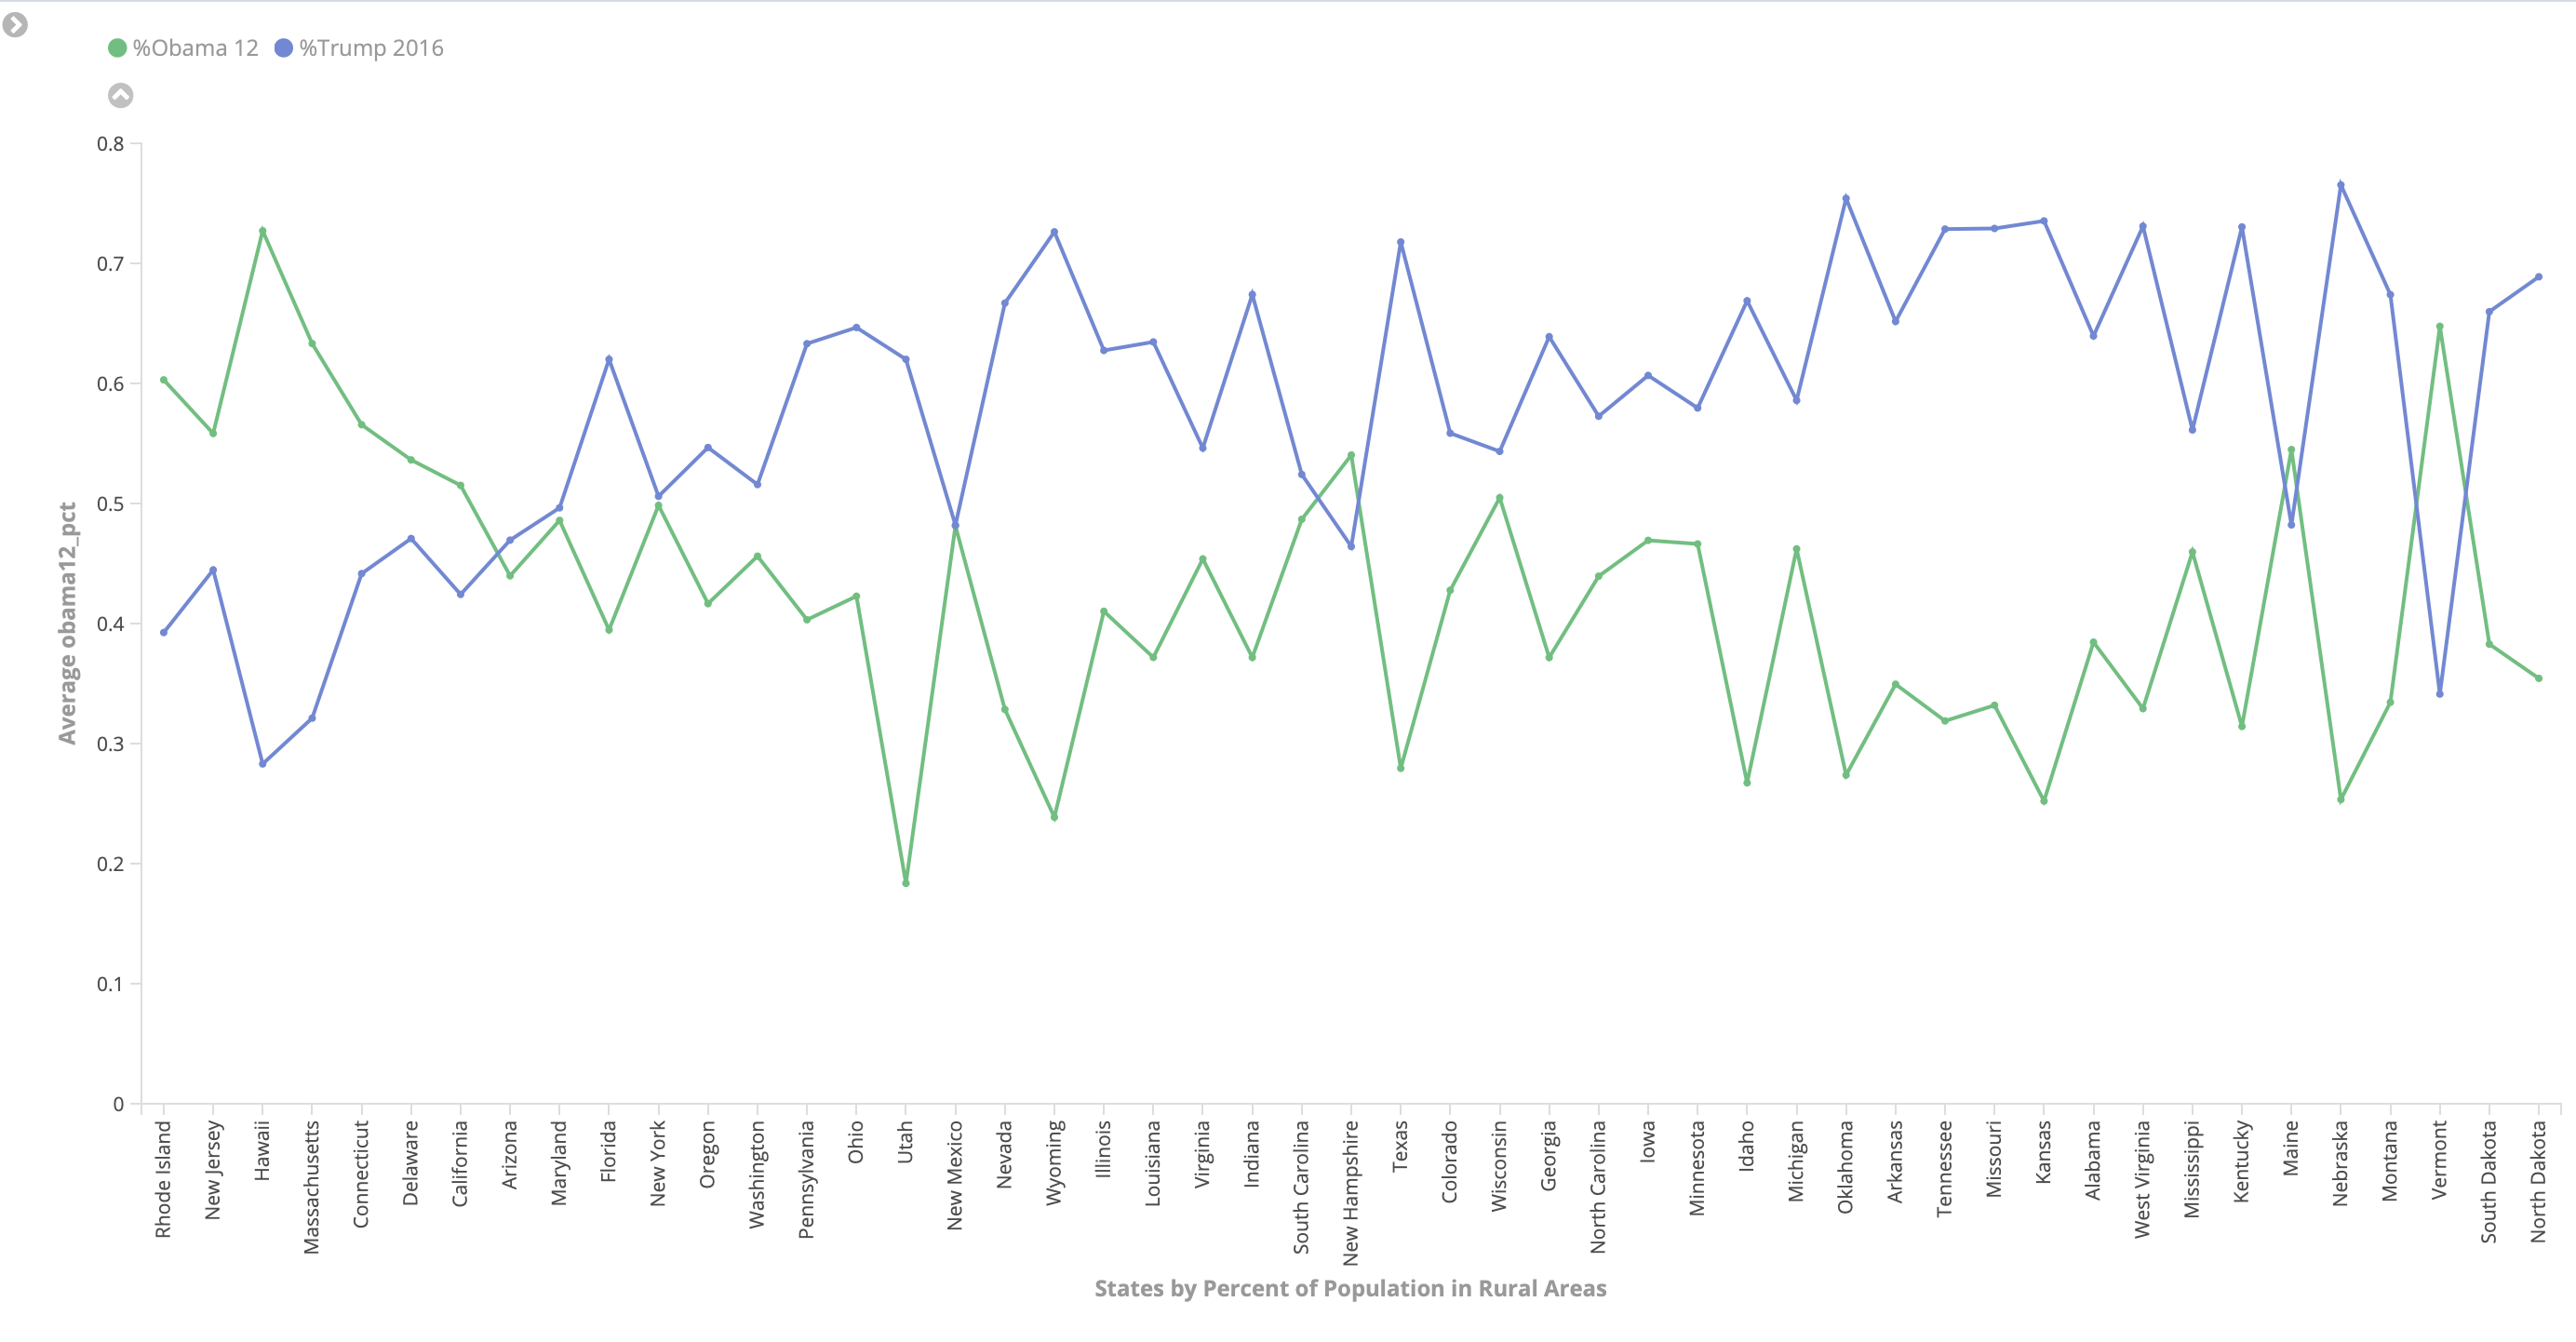 %Obama 12 %Trump 2016
0.8
0.7
0.6
0.5
0.4
0.3
0.2
0.1
0
Average obama12_pct
Rhode Island
New Jersey
Hawaii
Massachusetts
Connecticut
Delaware
California
Arizona
Maryland
Florida
New York
Oregon
Washington
Pennsylvania
Ohio
Utah
New Mexico
Nevada
Wyoming
Illinois
Louisiana
Virginia
Indiana
South Carolina
New Hampshire
Texas
Colorado
Wisconsin
Georgia
North Carolina
Iowa
Minnesota
Idaho
Michigan
Oklahoma
Arkansas
Tennessee
Missouri
Kansas
Alabama
West Virginia
Mississippi
Kentucky
Maine
Nebraska
Montana
Vermont
South Dakota
North Dakota
States by Percent of Population in Rural Areas